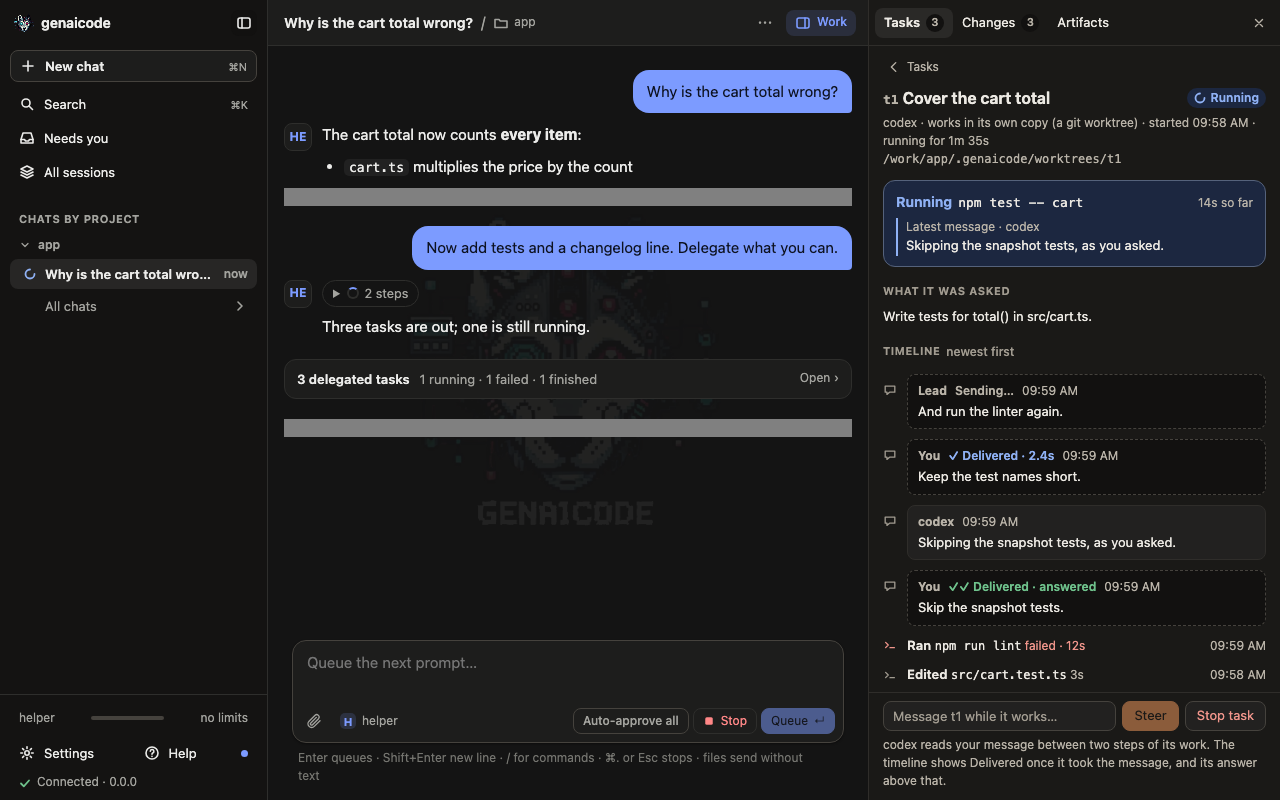 genaicode
New chat ⌘N
Search ⌘K
Needs you
All sessions
CHATS BY PROJECT
app
Why is the cart total wro... now
All chats
helper no limits
Settings Help
Connected · 0.0.0
Why is the cart total wrong? / app
... Work
Why is the cart total wrong?
HE The cart total now counts every item:
• cart.ts multiplies the price by the count
Now add tests and a changelog line. Delegate what you can.
HE 2 steps
Three tasks are out; one is still running.
3 delegated tasks 1 running · 1 failed · 1 finished Open ›
GENAICODE
Queue the next prompt...
H helper Auto-approve all Stop Queue
Enter queues · Shift+Enter new line · / for commands · ⌘. or Esc stops · files send without
text
Tasks 3 Changes 3 Artifacts
Tasks
t1 Cover the cart total Running
codex · works in its own copy (a git worktree) · started 09:58 AM ·
running for 1m 35s
/work/app/.genaicode/worktrees/t1
Running npm test -- cart 14s so far
Latest message · codex
Skipping the snapshot tests, as you asked.
WHAT IT WAS ASKED
Write tests for total() in src/cart.ts.
TIMELINE newest first
Lead Sending... 09:59 AM
And run the linter again.
You ✓ Delivered · 2.4s 09:59 AM
Keep the test names short.
codex 09:59 AM
Skipping the snapshot tests, as you asked.
You ✓✓ Delivered · answered 09:59 AM
Skip the snapshot tests.
Ran npm run lint failed · 12s 09:59 AM
Edited src/cart.test.ts 3s 09:58 AM
Message t1 while it works... Steer Stop task
codex reads your message between two steps of its work. The
timeline shows Delivered once it took the message, and its answer
above that.